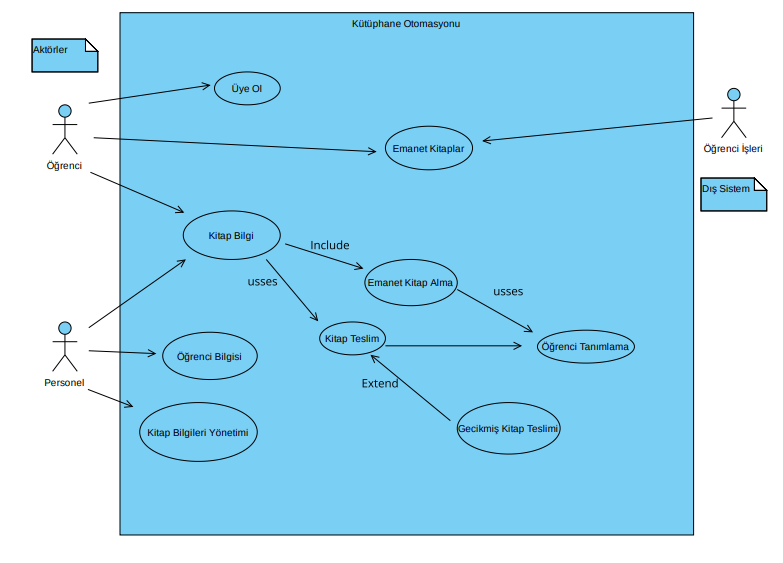 Kütüphane Otomasyonu
Aktörler
Üye Ol
Emanet Kitaplar
Öğrenci İşleri
Öğrenci
Dış Sistem
Kitap Bilgi
Include
usses
Emanet Kitap Alma
usses
Kitap Teslim
Öğrenci Tanımlama
Öğrenci Bilgisi
Personel
Extend
Kitap Bilgileri Yönetimi
Gecikmiş Kitap Teslimi